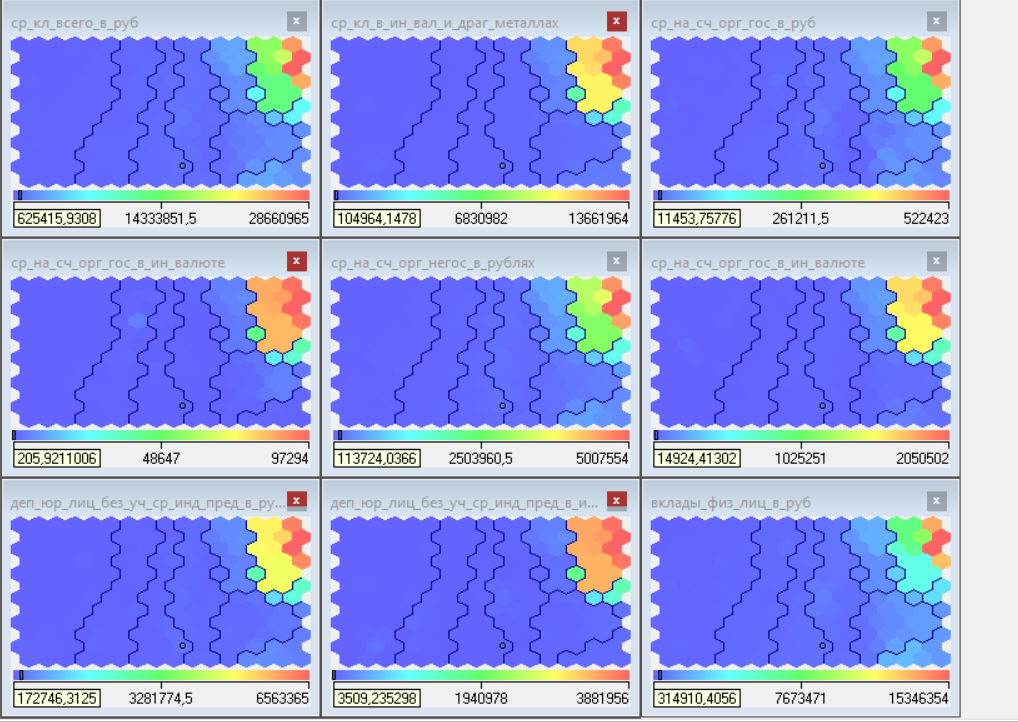 ср_кл_всего_в_руб x
ср_кл_в_ин_вал_и_драг_металлах x
ср_на_сч_орг_гос_в_руб x
625415,9308 14333851,5 28660965
104964,1478 6830982 13661964
11453,75776 261211,5 522423
ср_на_сч_орг_гос_в_ин_валюте x
ср_на_сч_орг_негос_в_рублях x
ср_на_сч_орг_гос_в_ин_валюте x
205,9211006 48647 97294
113724,0366 2503960,5 5007554
14924,41302 1025251 2050502
деп_юр_лиц_без_уч_ср_инд_пред_в_ру... x
деп_юр_лиц_без_уч_ср_инд_пред_в_и... x
вклады_физ_лиц_в_руб x
172746,3125 3281774,5 6563365
3509,235298 1940978 3881956
314910,4056 7673471 15346354